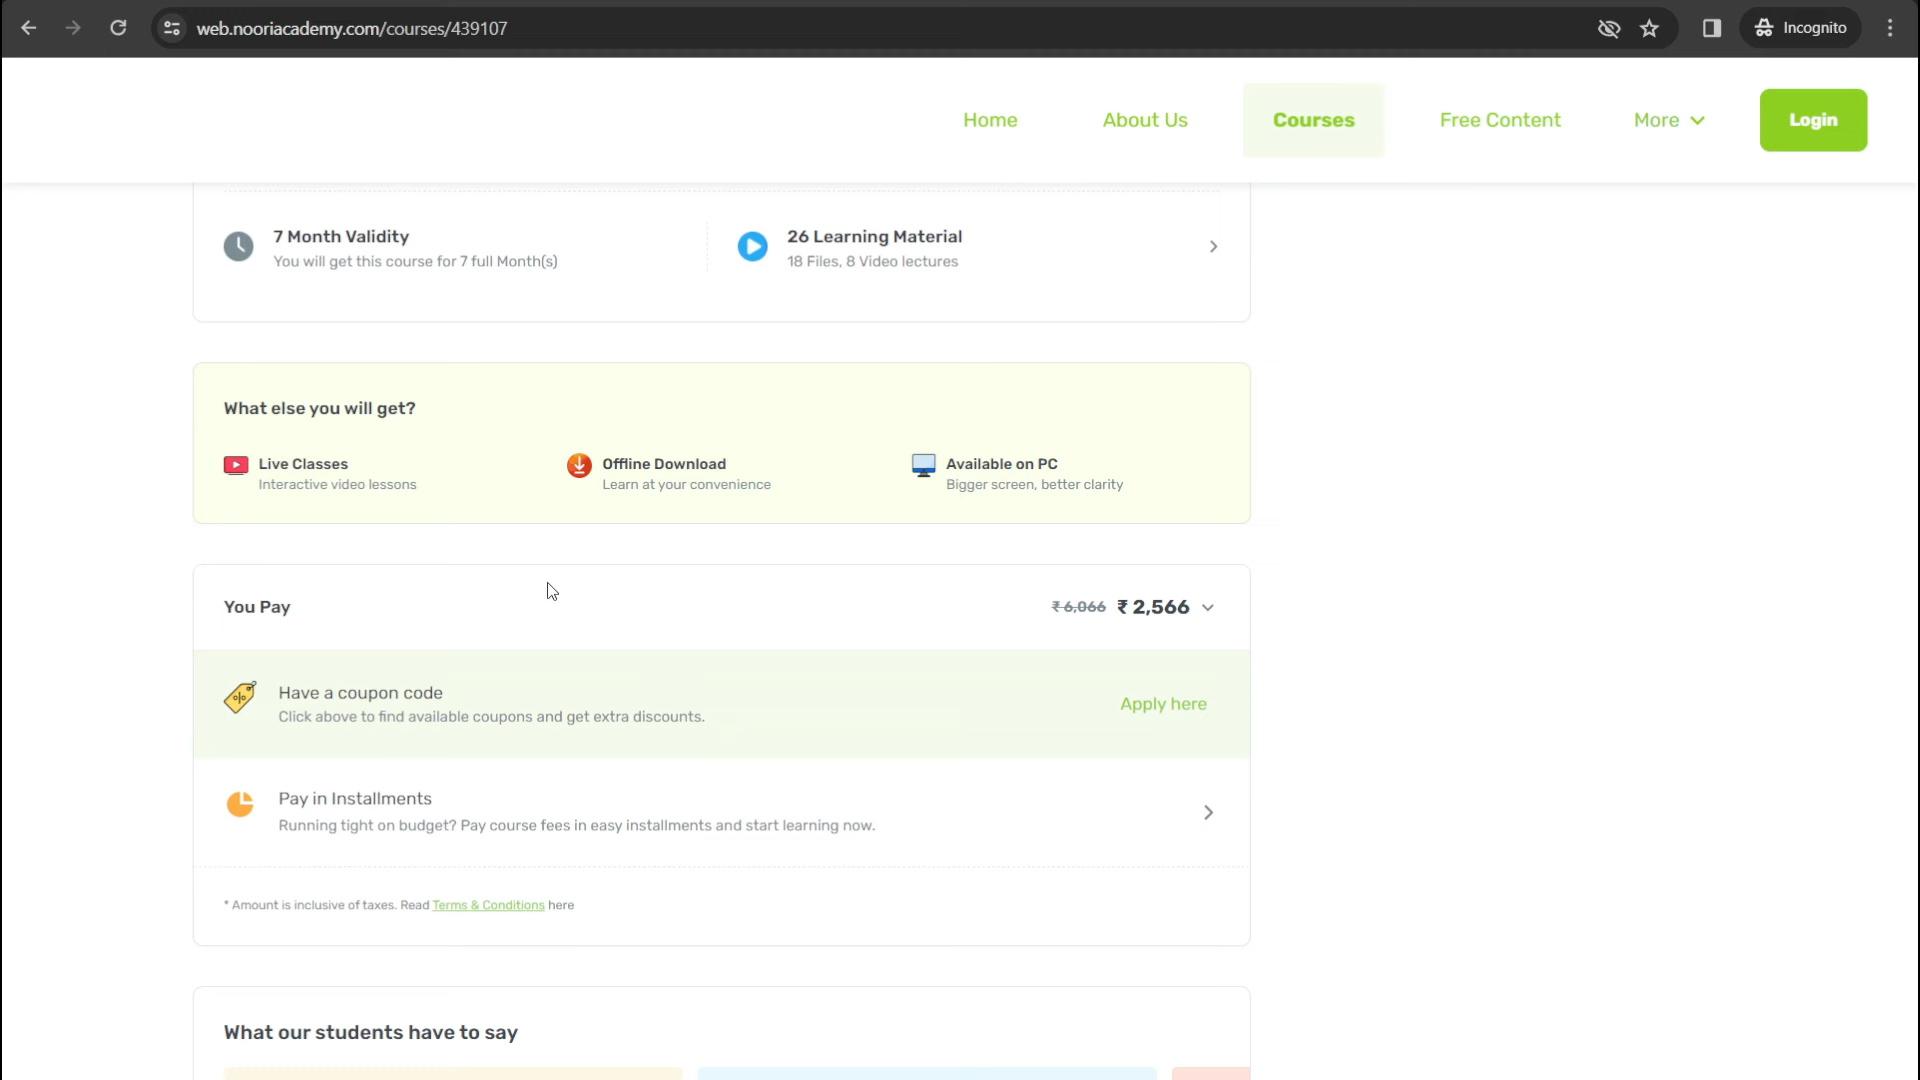 web.nooriacademy.com/courses/439107
Incognito
Home
About Us
Courses
Free Content
More
Login
7 Month Validity
You will get this course for 7 full Month(s)
26 Learning Material
18 Files, 8 Video lectures
What else you will get?
Live Classes
Interactive video lessons
Offline Download
Learn at your convenience
Available on PC
Bigger screen, better clarity
You Pay
₹ 6,066 ₹ 2,566
Have a coupon code
Click above to find available coupons and get extra discounts.
Apply here
Pay in Installments
Running tight on budget? Pay course fees in easy installments and start learning now.
* Amount is inclusive of taxes. Read Terms & Conditions here
What our students have to say